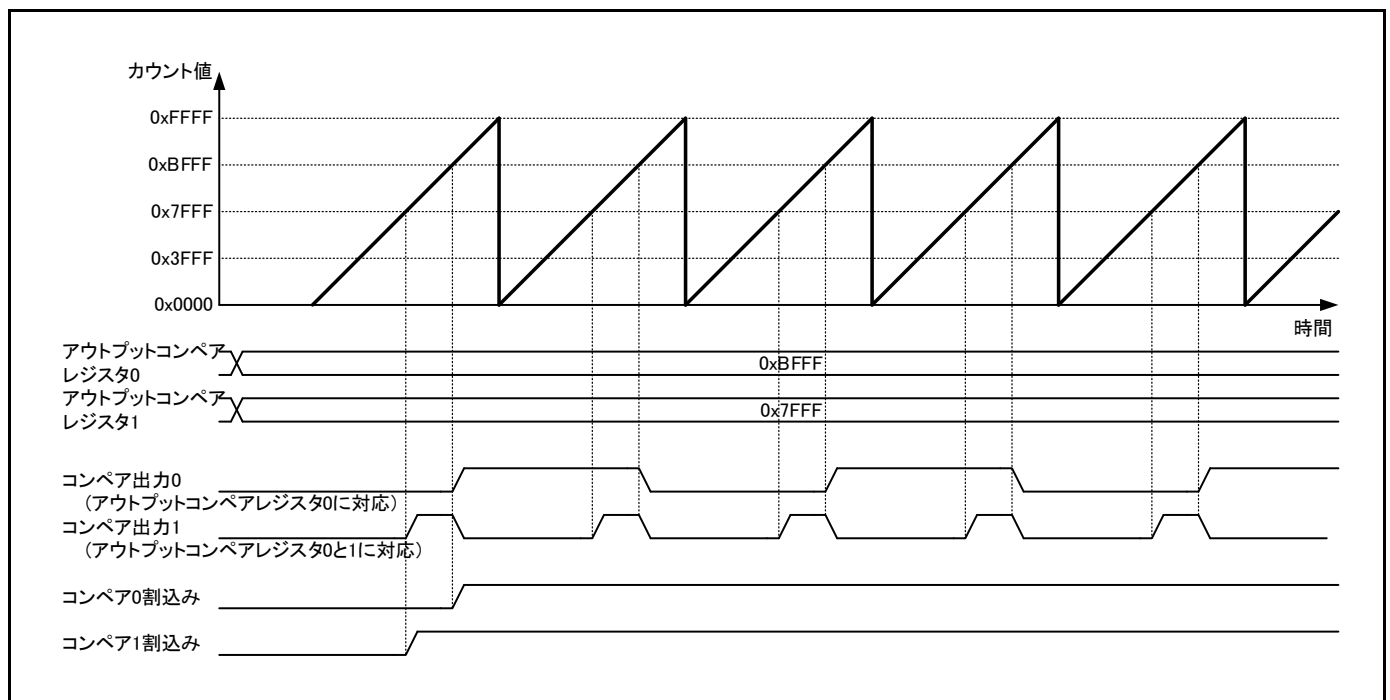 カウント値
0xFFFF
0xBFFF
0x7FFF
0x3FFF
0x0000
時間
アウトプットコンペア
レジスタ0
0xBFFF
アウトプットコンペア
レジスタ1
0x7FFF
コンペア出力0
（アウトプットコンペアレジスタ0に対応）
コンペア出力1
（アウトプットコンペアレジスタ0と1に対応）
コンペア0割込み
コンペア1割込み